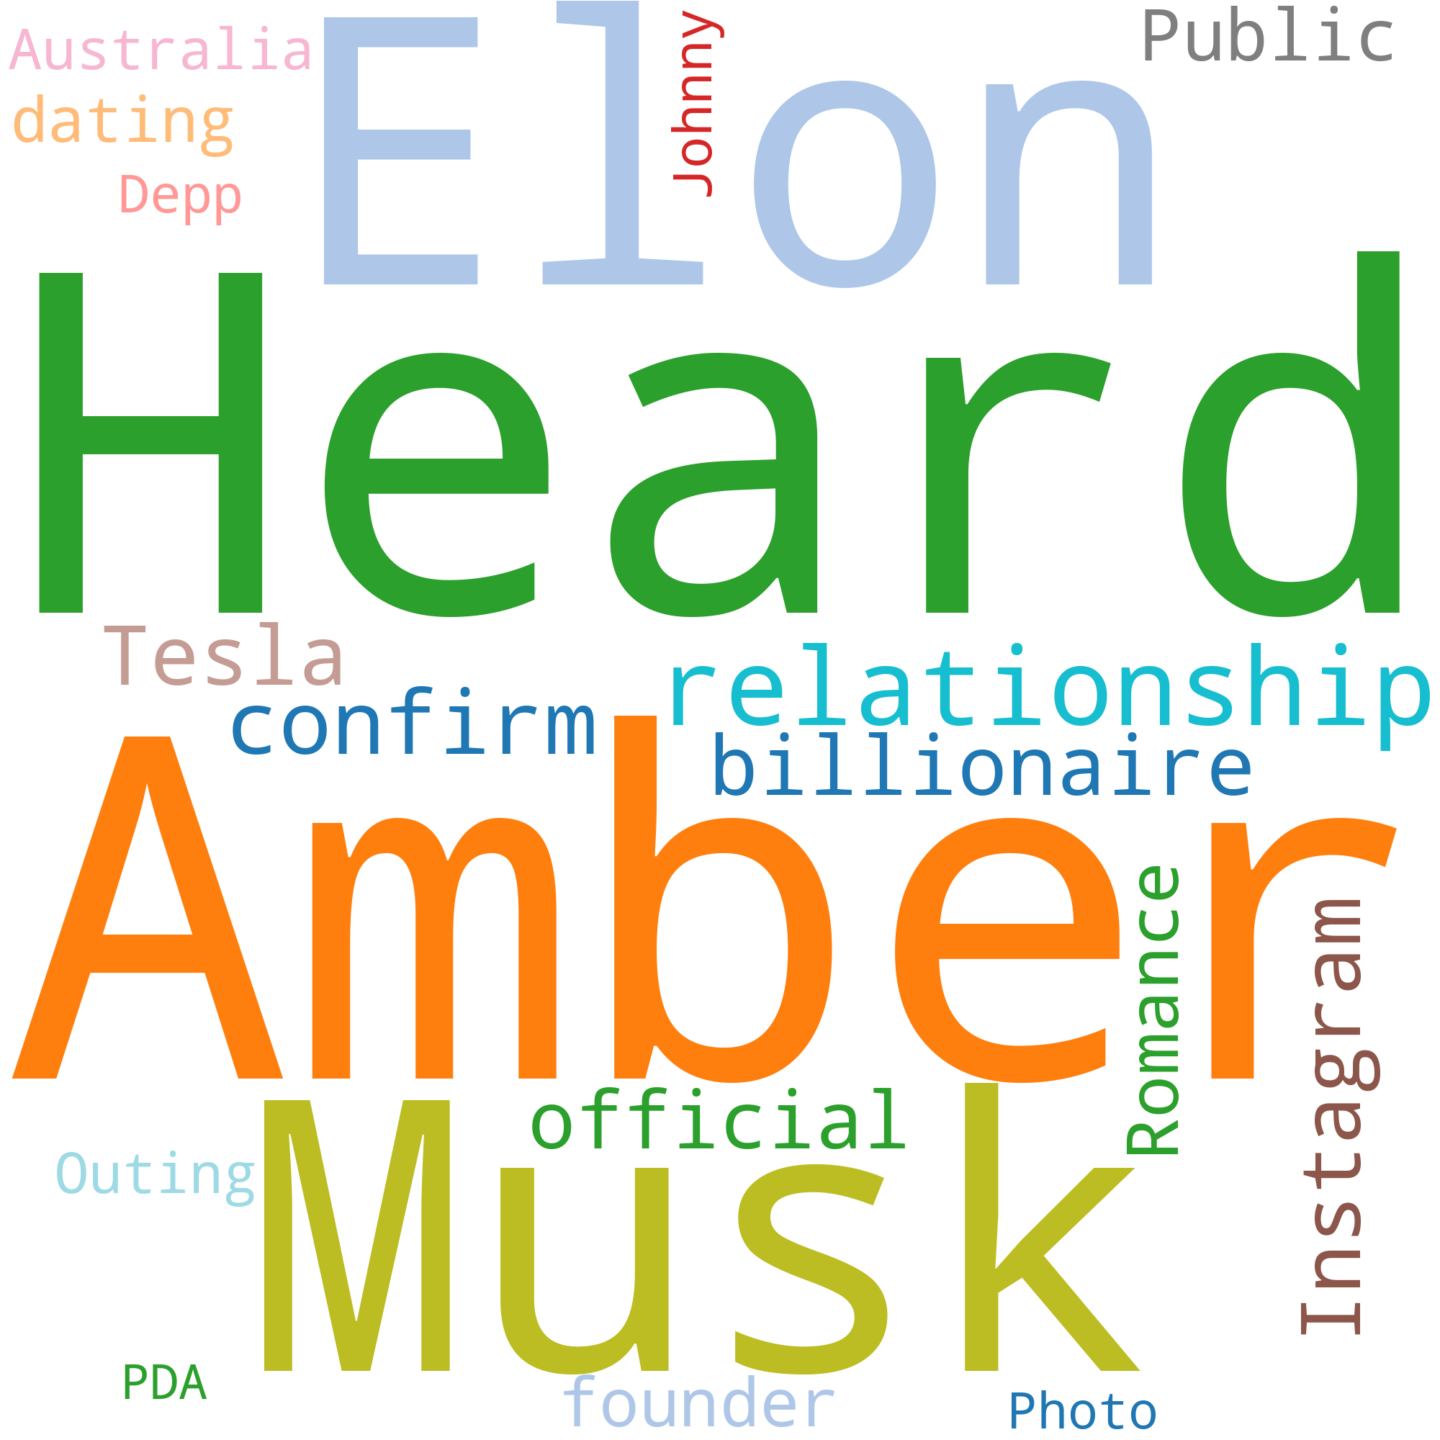 Australia
Elon
Johnny
Public
dating
Depp
Heard
Tesla
relationship
confirm
billionaire
Amber
Romance
Instagram
official
Musk
Outing
PDA
founder
Photo